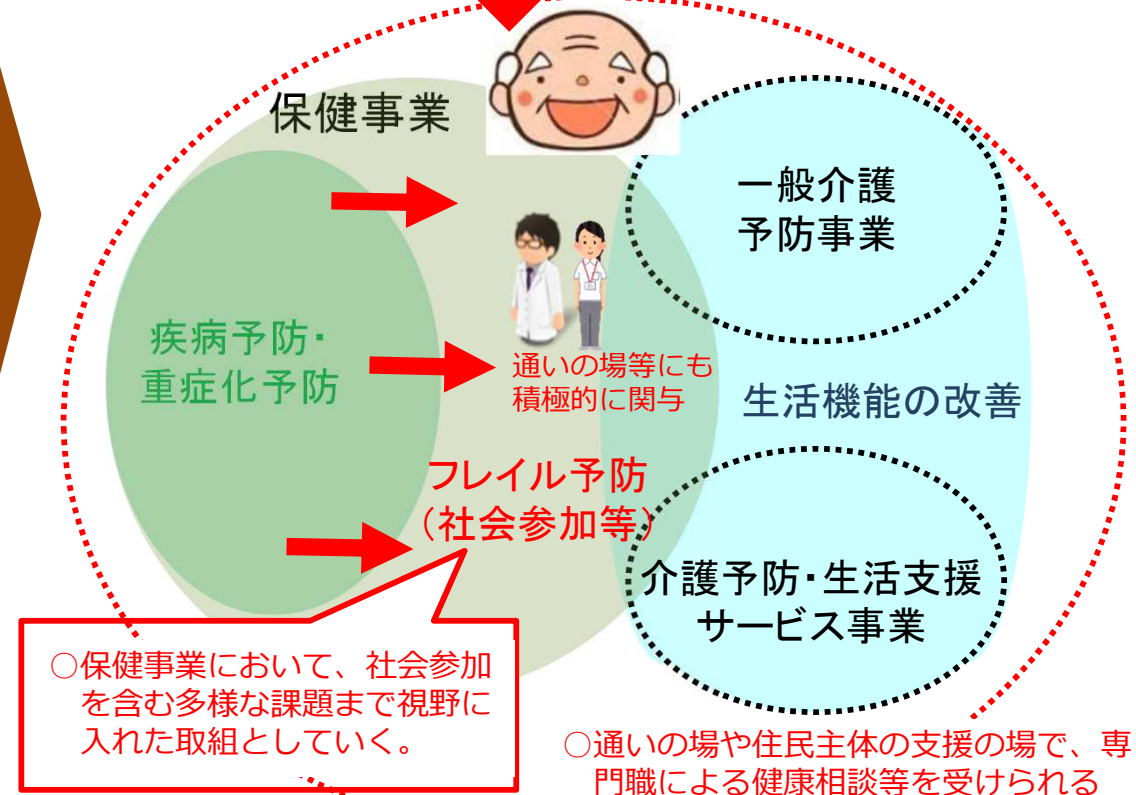 保健事業
一般介護
予防事業
疾病予防・
重症化予防
通いの場等にも
積極的に関与
生活機能の改善
フレイル予防
（社会参加等）
介護予防・生活支援
サービス事業
○保健事業において、社会参加
を含む多様な課題まで視野に
入れた取組としていく。
○通いの場や住民主体の支援の場で、専
門職による健康相談等を受けられる